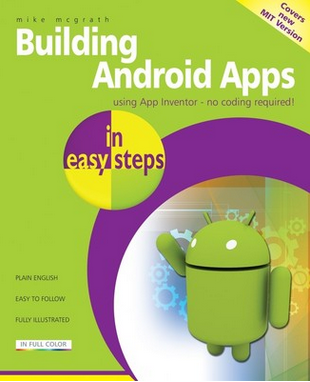 mike mcgrath
Covers
new
MIT Version
Building
Android Apps
using App Inventor - no coding required!
in
easy steps
PLAIN ENGLISH
EASY TO FOLLOW
FULLY ILLUSTRATED
IN FULL COLOR